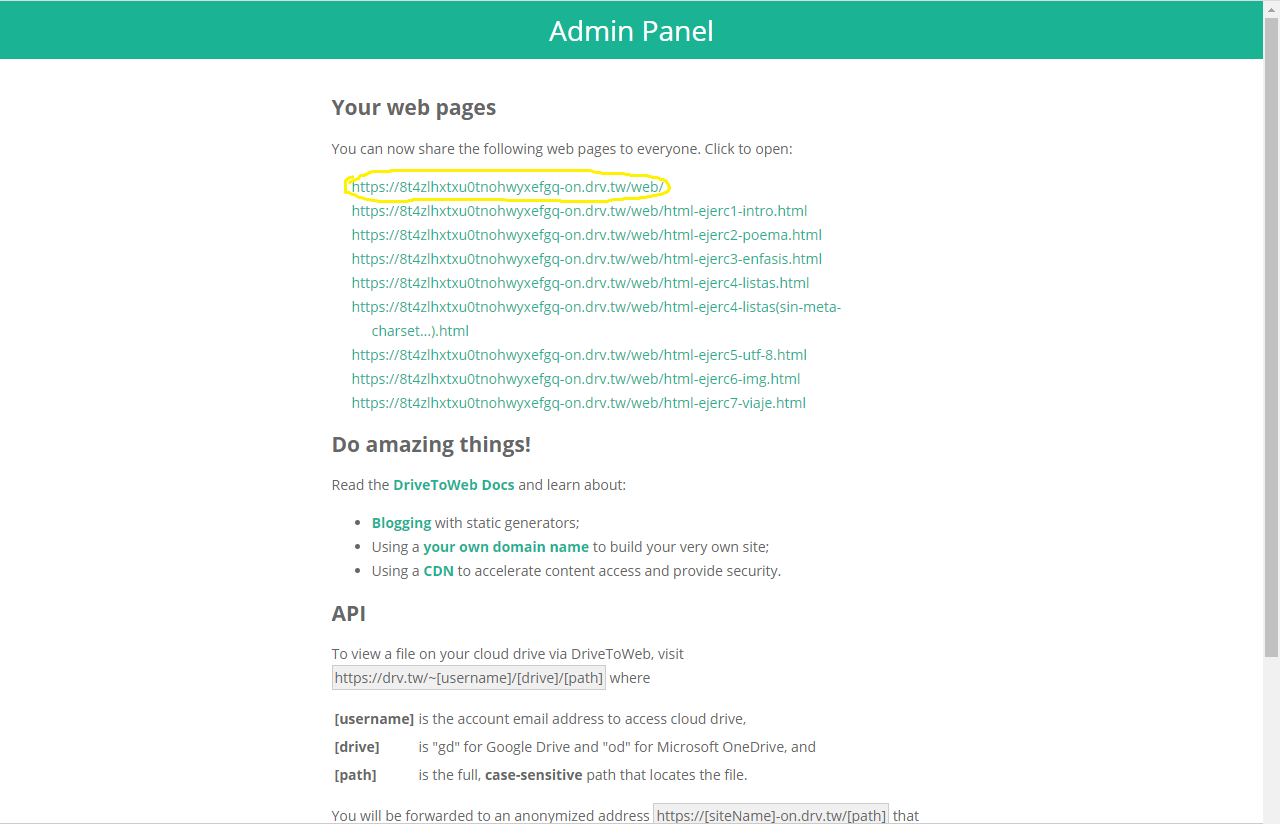 Admin Panel
Your web pages
You can now share the following web pages to everyone. Click to open:
https://8t4zlhxtxu0tnohwyxefgq-on.drv.tw/web/
https://8t4zlhxtxu0tnohwyxefgq-on.drv.tw/web/html-ejerc1-intro.html
https://8t4zlhxtxu0tnohwyxefgq-on.drv.tw/web/html-ejerc2-poema.html
https://8t4zlhxtxu0tnohwyxefgq-on.drv.tw/web/html-ejerc3-enfasis.html
https://8t4zlhxtxu0tnohwyxefgq-on.drv.tw/web/html-ejerc4-listas.html
https://8t4zlhxtxu0tnohwyxefgq-on.drv.tw/web/html-ejerc4-listas(sin-meta-
charset...).html
https://8t4zlhxtxu0tnohwyxefgq-on.drv.tw/web/html-ejerc5-utf-8.html
https://8t4zlhxtxu0tnohwyxefgq-on.drv.tw/web/html-ejerc6-img.html
https://8t4zlhxtxu0tnohwyxefgq-on.drv.tw/web/html-ejerc7-viaje.html
Do amazing things!
Read the DriveToWeb Docs and learn about:
• Blogging with static generators;
• Using a your own domain name to build your very own site;
• Using a CDN to accelerate content access and provide security.
API
To view a file on your cloud drive via DriveToWeb, visit
https://drv.tw/~[username]/[drive]/[path] where
[username] is the account email address to access cloud drive,
[drive] is "gd" for Google Drive and "od" for Microsoft OneDrive, and
[path] is the full, case-sensitive path that locates the file.
You will be forwarded to an anonymized address https://[siteName]-on.drv.tw/[path] that